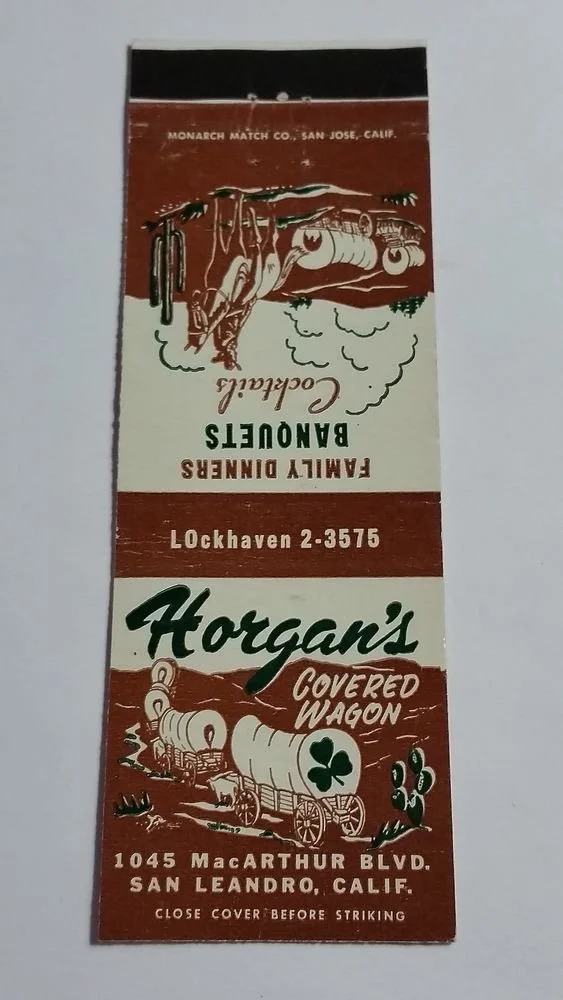 MONARCH MATCH CO., SAN JOSE, CALIF.
Cocktails
BANQUETS
FAMILY DINNERS
LOckhaven 2-3575
Horgan's
COVERED
WAGON
1045 MacARTHUR BLVD.
SAN LEANDRO, CALIF.
CLOSE COVER BEFORE STRIKING